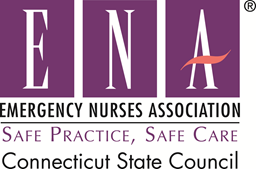 ENA®
EMERGENCY NURSES ASSOCIATION
SAFE PRACTICE, SAFE CARE
Connecticut State Council